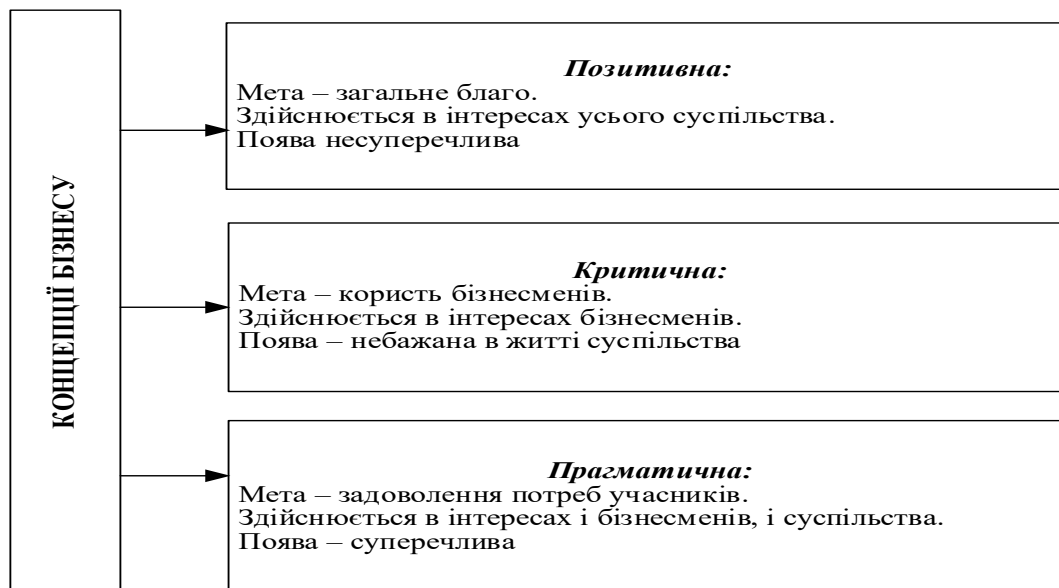 КОНЦЕПЦІЇ БІЗНЕСУ
Позитивна:
Мета – загальне благо.
Здійснюється в інтересах усього суспільства.
Поява несуперечлива
Критична:
Мета – користь бізнесменів.
Здійснюється в інтересах бізнесменів.
Поява – небажана в житті суспільства
Прагматична:
Мета – задоволення потреб учасників.
Здійснюється в інтересах і бізнесменів, і суспільства.
Поява – суперечлива